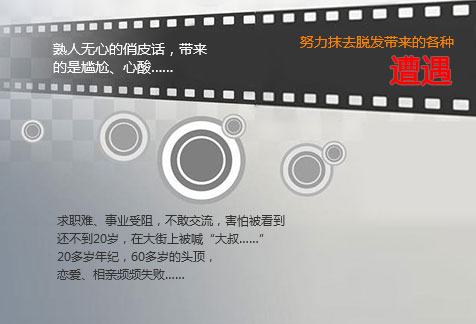 熟人无心的俏皮话，带来
的是尴尬、心酸……
努力抹去脱发带来的各种
遭遇
求职难、事业受阻，不敢交流，害怕被看到
还不到20岁，在大街上被喊“大叔……”
20多岁年纪，60多岁的头顶，
恋爱、相亲频频失败……